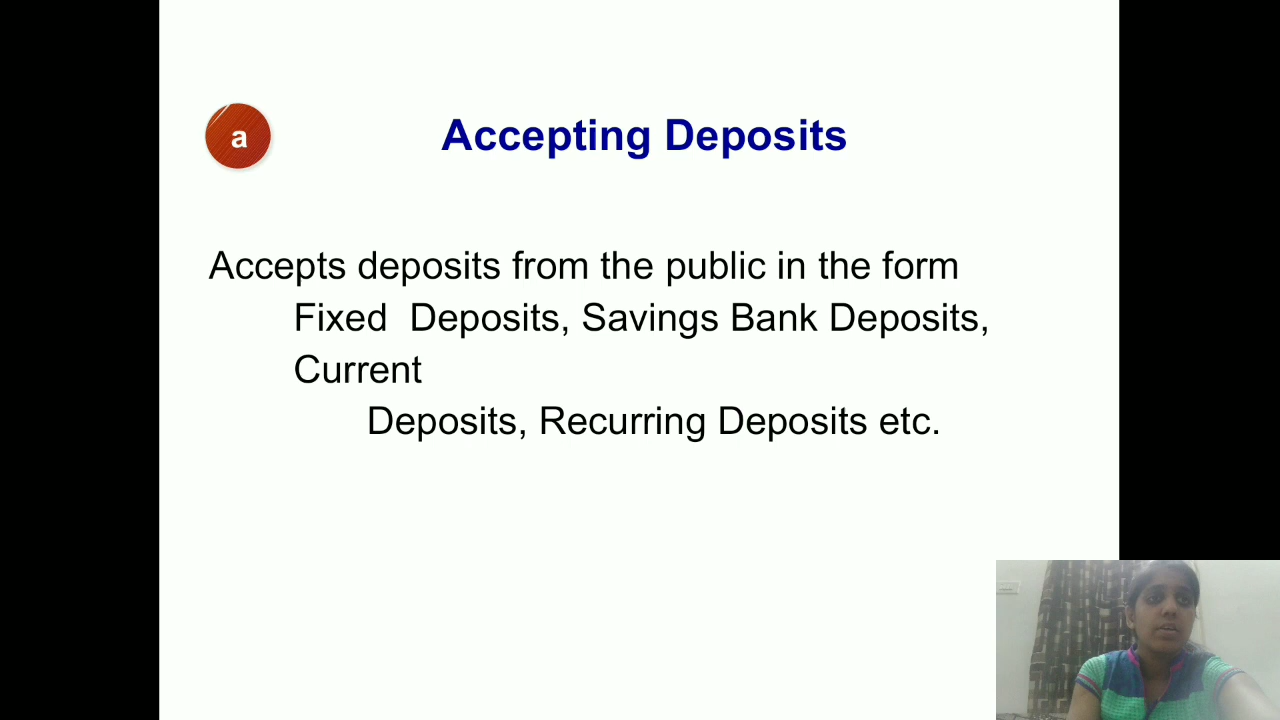 a
Accepting Deposits
Accepts deposits from the public in the form
Fixed Deposits, Savings Bank Deposits,
Current
Deposits, Recurring Deposits etc.